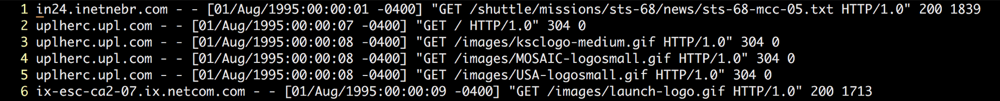 1 in24.inetnebr.com - - [01/Aug/1995:00:00:01 -0400] "GET /shuttle/missions/sts-68/news/sts-68-mcc-05.txt HTTP/1.0" 200 1839
2 uplherc.upl.com - - [01/Aug/1995:00:00:07 -0400] "GET / HTTP/1.0" 304 0
3 uplherc.upl.com - - [01/Aug/1995:00:00:08 -0400] "GET /images/ksclogo-medium.gif HTTP/1.0" 304 0
4 uplherc.upl.com - - [01/Aug/1995:00:00:08 -0400] "GET /images/MOSAIC-logosmall.gif HTTP/1.0" 304 0
5 uplherc.upl.com - - [01/Aug/1995:00:00:08 -0400] "GET /images/USA-logosmall.gif HTTP/1.0" 304 0
6 ix-esc-ca2-07.ix.netcom.com - - [01/Aug/1995:00:00:09 -0400] "GET /images/launch-logo.gif HTTP/1.0" 200 1713